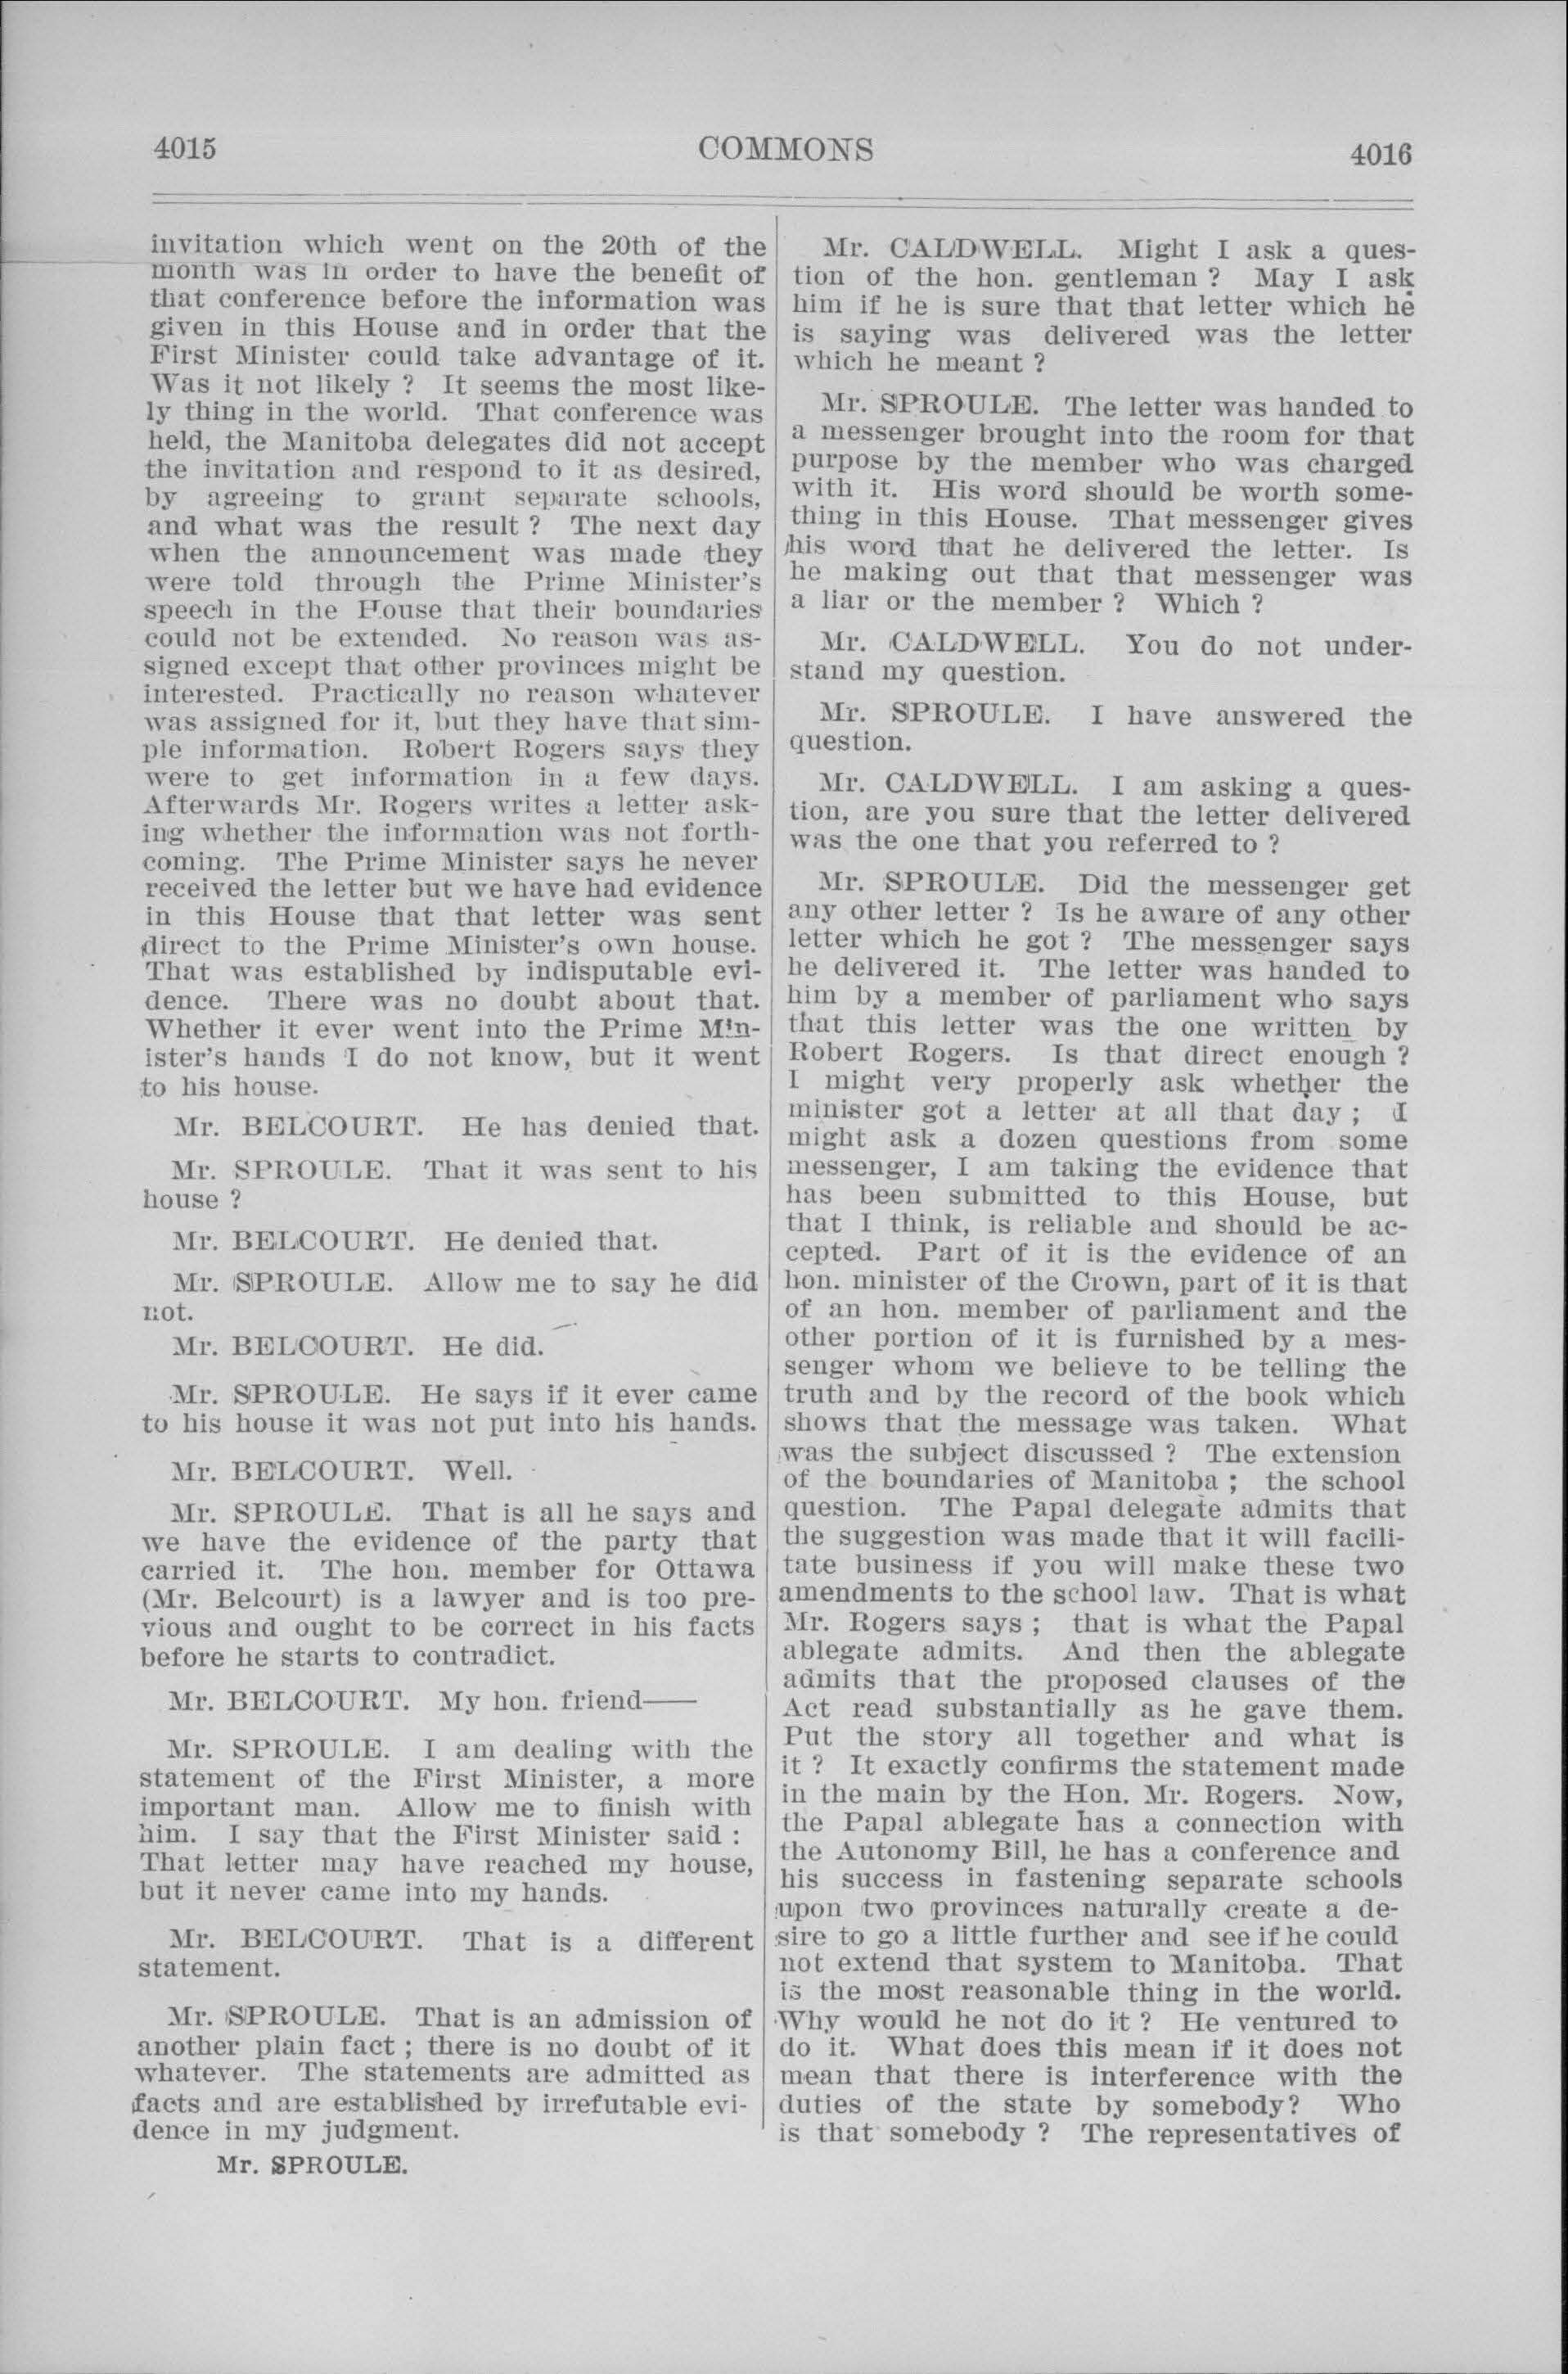 4015
COMMONS
4016
invitation which went on the 20th of the
month was in order to have the benefit of
that conference before the information was
given in this House and in order that the
First Minister could take advantage of it.
Was it not likely ? It seems the most like-
ly thing in the world. That conference was
held, the Manitoba delegates did not accept
the invitation and respond to it as desired,
by agreeing to grant separate schools,
and what was the result ? The next day
when the announcement was made they
were told through the Prime Minister's
speech in the House that their boundaries
could not be extended. No reason was as-
signed except that other provinces might be
interested. Practically no reason whatever
was assigned for it, but they have that sim-
ple information. Robert Rogers says they
were to get information in a few days.
Afterwards Mr. Rogers writes a letter ask-
ing whether the information was not forth-
coming. The Prime Minister says he never
received the letter but we have had evidence
in this House that that letter was sent
direct to the Prime Minister's own house.
That was established by indisputable evi-
dence. There was no doubt about that.
Whether it ever went into the Prime Min-
ister's hands I do not know, but it went
to his house.
Mr. BELCOURT. He has denied that.
Mr. SPROULE. That it was sent to his
house ?
Mr. BELCOURT. He denied that.
Mr. SPROULE. Allow me to say he did
not.
Mr. BELCOURT. He did.
Mr. SPROULE. He says if it ever came
to his house it was not put into his hands.
Mr. BELCOURT. Well.
Mr. SPROULE. That is all he says and
we have the evidence of the party that
carried it. The hon. member for Ottawa
(Mr. Belcourt) is a lawyer and is too pre-
vious and ought to be correct in his facts
before he starts to contradict.
Mr. BELCOURT. My hon. friend——
Mr. SPROULE. I am dealing with the
statement of the First Minister, a more
important man. Allow me to finish with
him. I say that the First Minister said :
That letter may have reached my house,
but it never came into my hands.
Mr. BELCOURT. That is a different
statement.
Mr. SPROULE. That is an admission of
another plain fact ; there is no doubt of it
whatever. The statements are admitted as
facts and are established by irrefutable evi-
dence in my judgment.
Mr. SPROULE.
Mr. CALDWELL. Might I ask a ques-
tion of the hon. gentleman ? May I ask
him if he is sure that that letter which he
is saying was delivered was the letter
which he meant ?
Mr. SPROULE. The letter was handed to
a messenger brought into the room for that
purpose by the member who was charged
with it. His word should be worth some-
thing in this House. That messenger gives
his word that he delivered the letter. Is
he making out that that messenger was
a liar or the member ? Which ?
Mr. CALDWELL. You do not under-
stand my question.
Mr. SPROULE. I have answered the
question.
Mr. CALDWELL. I am asking a ques-
tion, are you sure that the letter delivered
was the one that you referred to ?
Mr. SPROULE. Did the messenger get
any other letter ? Is he aware of any other
letter which he got ? The messenger says
he delivered it. The letter was handed to
him by a member of parliament who says
that this letter was the one written by
Robert Rogers. Is that direct enough ?
I might very properly ask whether the
minister got a letter at all that day ; I
might ask a dozen questions from some
messenger, I am taking the evidence that
has been submitted to this House, but
that I think, is reliable and should be ac-
cepted. Part of it is the evidence of an
hon. minister of the Crown, part of it is that
of an hon. member of parliament and the
other portion of it is furnished by a mes-
senger whom we believe to be telling the
truth and by the record of the book which
shows that the message was taken. What
was the subject discussed ? The extension
of the boundaries of Manitoba ; the school
question. The Papal delegate admits that
the suggestion was made that it will facili-
tate business if you will make these two
amendments to the school law. That is what
Mr. Rogers says ; that is what the Papal
ablegate admits. And then the ablegate
admits that the proposed clauses of the
Act read substantially as he gave them.
Put the story all together and what is
it ? It exactly confirms the statement made
in the main by the Hon. Mr. Rogers. Now,
the Papal ablegate has a connection with
the Autonomy Bill, he has a conference and
his success in fastening separate schools
upon two provinces naturally create a de-
sire to go a little further and see if he could
not extend that system to Manitoba. That
is the most reasonable thing in the world.
Why would he not do it ? He ventured to
do it. What does this mean if it does not
mean that there is interference with the
duties of the state by somebody? Who
is that somebody ? The representatives of